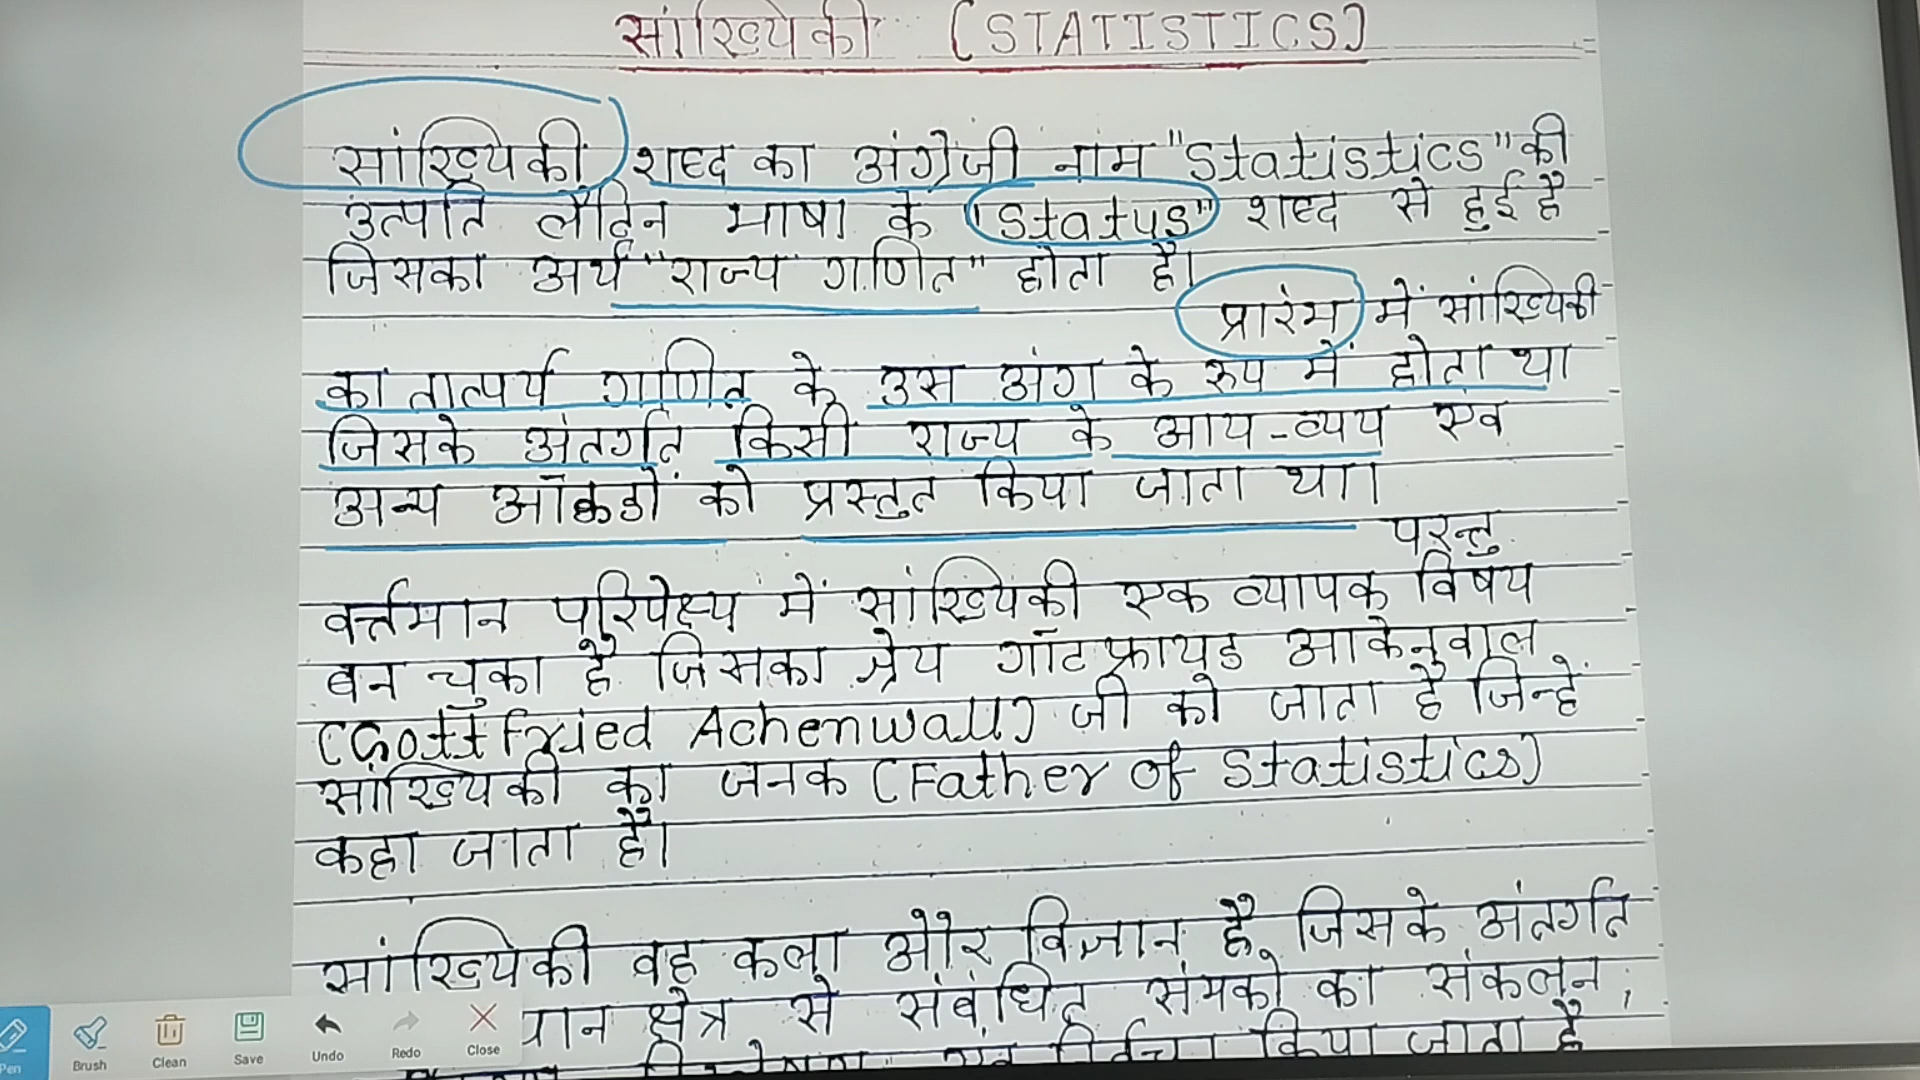 सांख्यिकी (STATISTICS)
सांख्यिकी शब्द का अंग्रेजी नाम "Statistics" की
उत्पति लैटिन भाषा के "Status" शब्द से हुई है
जिसका अर्थ "राज्य गणित" होता है।
प्रारंभ में सांख्यिकी
का तात्पर्य गणित के उस अंग के रूप में होता था
जिसके अंतर्गत किसी राज्य के आय-व्यय एवं
अन्य आँकडों को प्रस्तुत किया जाता था।
परन्तु
वर्त्तमान परिपेक्ष्य में सांख्यिकी एक व्यापक विषय
बन चुका है जिसका श्रेय गॉटफ्रायड आकेनवाल
(Gottfried Achenwall) जी को जाता है जिन्हें
सांख्यिकी का जनक (Father of Statistics)
कहा जाता है।
सांख्यिकी वह कला और विज्ञान है, जिसके अंतर्गत
क्षेत्र से संबंधित समंको का संकलन,
किया जाता है
Pen Brush Clean Save Undo Redo Close